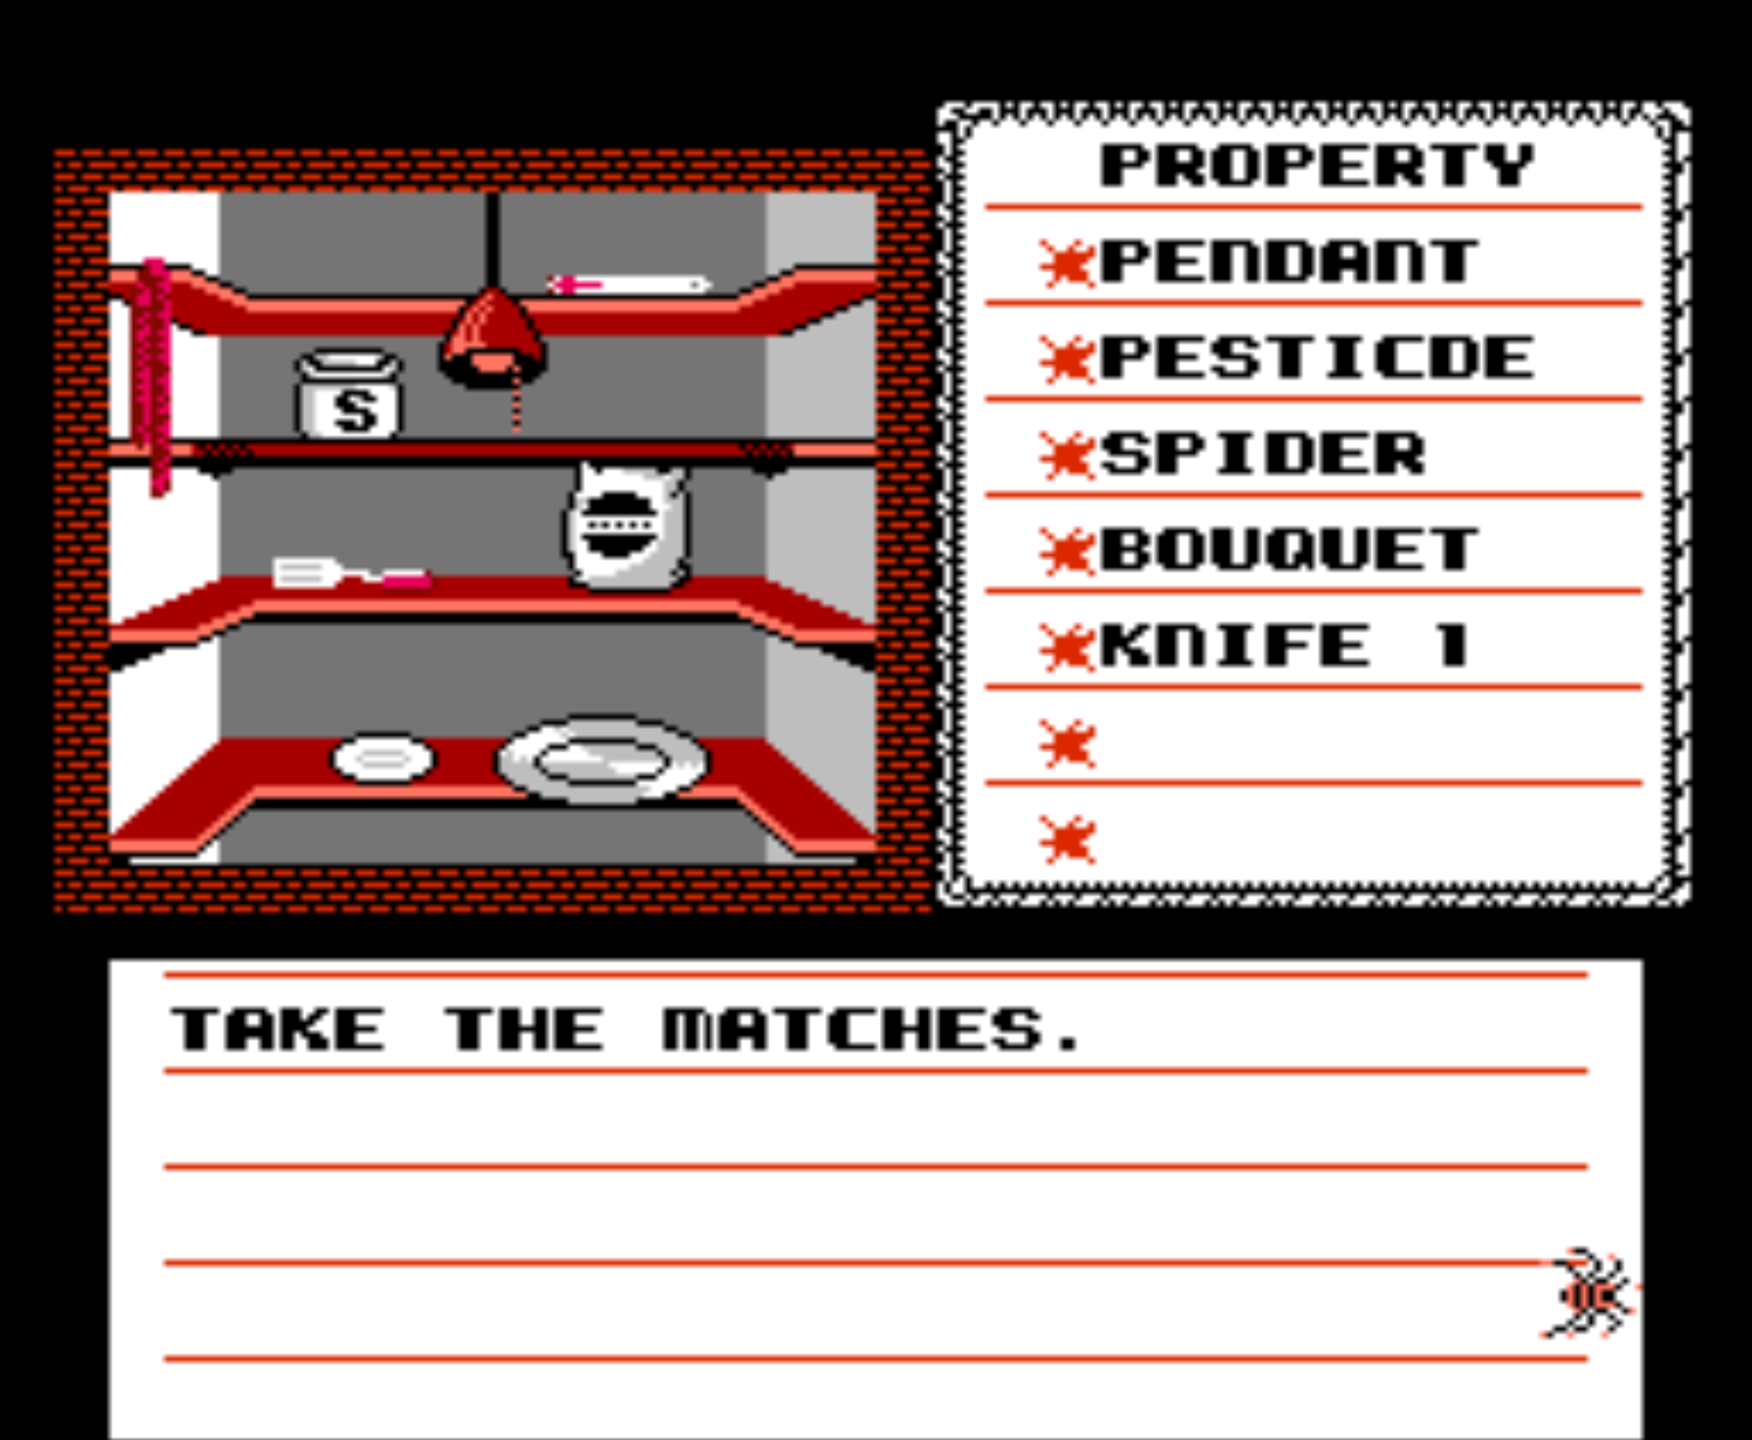 PROPERTY
PENDANT
PESTICDE
SPIDER
BOUQUET
KNIFE 1
S
TAKE THE MATCHES.